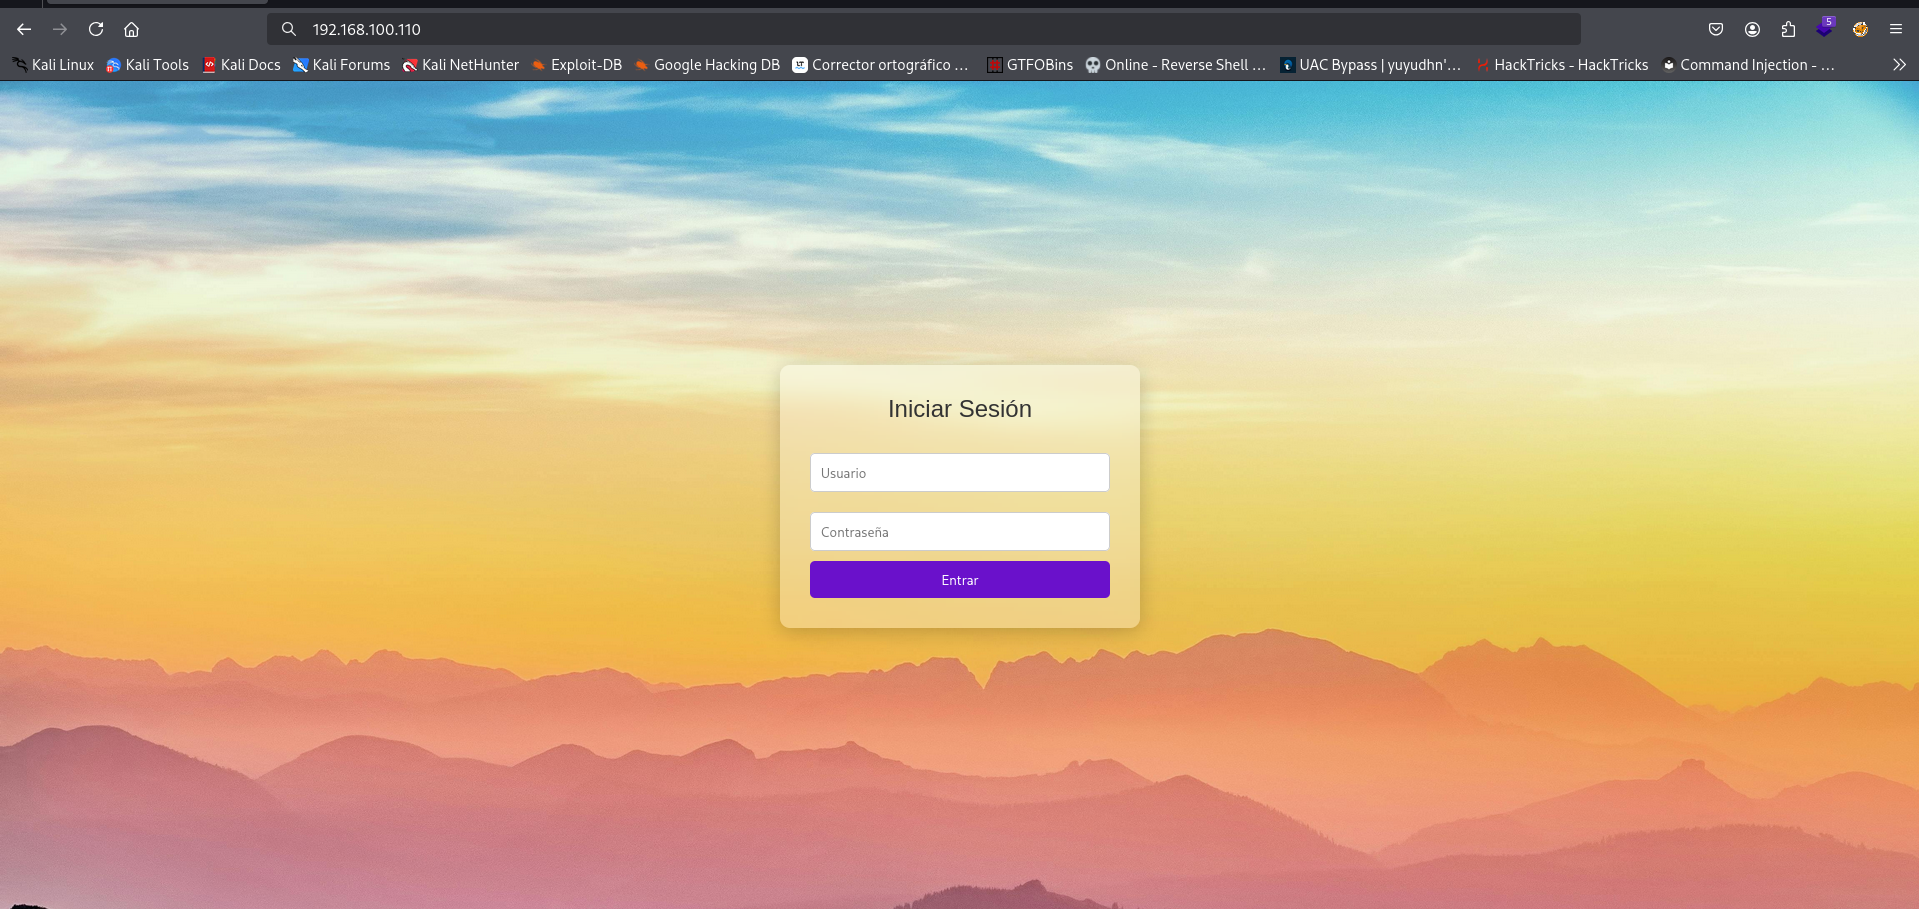 192.168.100.110
5
Kali Linux Kali Tools Kali Docs Kali Forums Kali NetHunter Exploit-DB Google Hacking DB Corrector ortográfico ... GTFOBins Online - Reverse Shell ... UAC Bypass | yuyudhn'... HackTricks - HackTricks Command Injection - ...
Iniciar Sesión
Usuario
Contraseña
Entrar